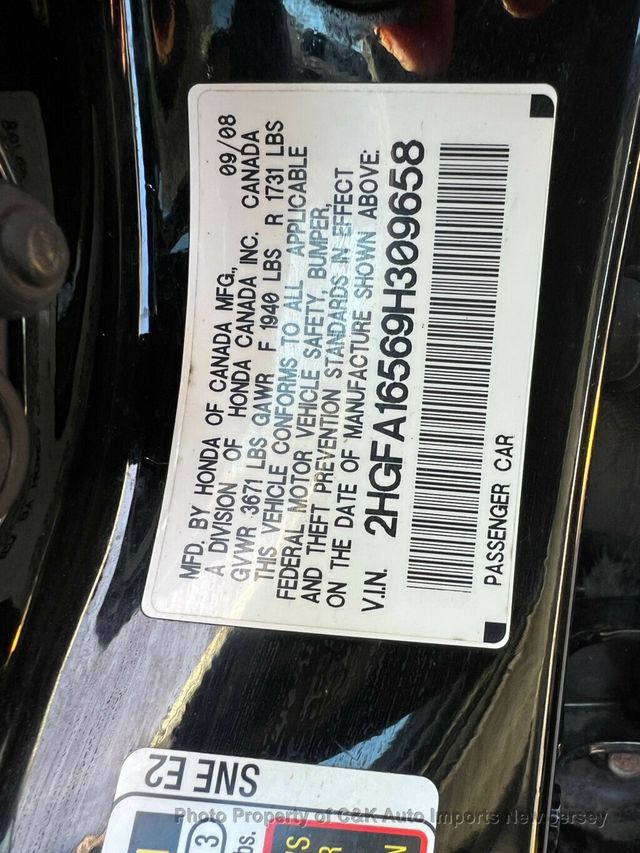 MFD. BY HONDA OF CANADA MFG., 09/08
A DIVISION OF HONDA CANADA INC. CANADA
GVWR 3671 LBS GAWR F 1940 LBS R 1731 LBS
THIS VEHICLE CONFORMS TO ALL APPLICABLE
FEDERAL MOTOR VEHICLE SAFETY, BUMPER,
AND THEFT PREVENTION STANDARDS IN EFFECT
ON THE DATE OF MANUFACTURE SHOWN ABOVE:
V.I.N. 2HGFA16569H309658
PASSENGER CAR
SNE E2
3
bs.
Photo Property of C&K Auto Imports New Jersey